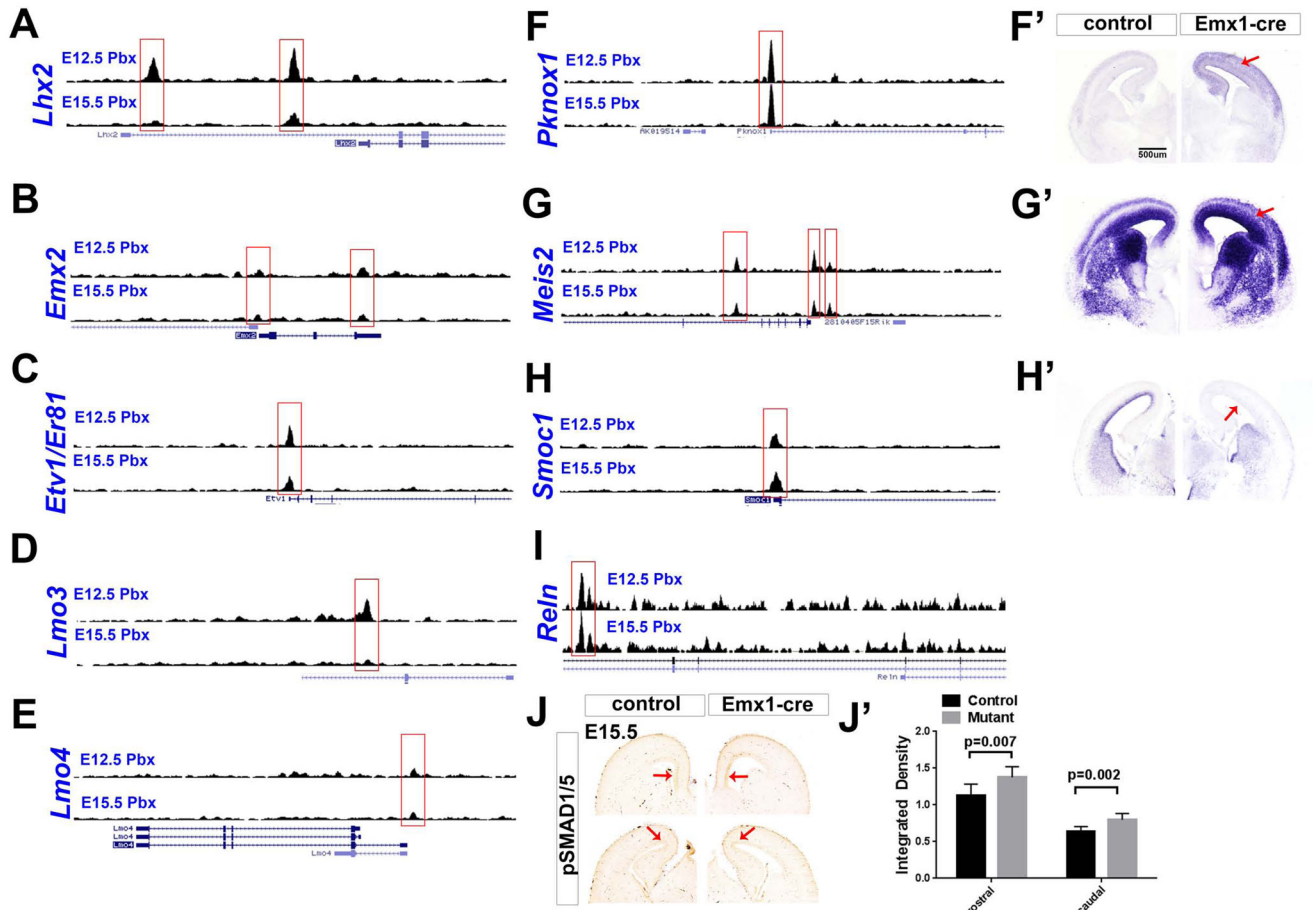 A
Lhx2
E12.5 Pbx
E15.5 Pbx
Lhx2
Lhx2
B
Emx2
E12.5 Pbx
E15.5 Pbx
Emx2
C
Etv1/Er81
E12.5 Pbx
E15.5 Pbx
Etv1
D
Lmo3
E12.5 Pbx
E15.5 Pbx
E
Lmo4
E12.5 Pbx
E15.5 Pbx
Lmo4
Lmo4
Lmo4
Lmo4
F
Pknox1
E12.5 Pbx
E15.5 Pbx
AK019514
Pknox1
F'
control
Emx1-cre
500um
G
Meis2
E12.5 Pbx
E15.5 Pbx
2810405F15Rik
G'
H
Smoc1
E12.5 Pbx
E15.5 Pbx
Smoc1
H'
I
Reln
E12.5 Pbx
E15.5 Pbx
Reln
J
control
Emx1-cre
E15.5
pSMAD1/5
J'
Control
Mutant
Integrated Density
2.0
1.5
1.0
0.5
0.0
p=0.007
p=0.002